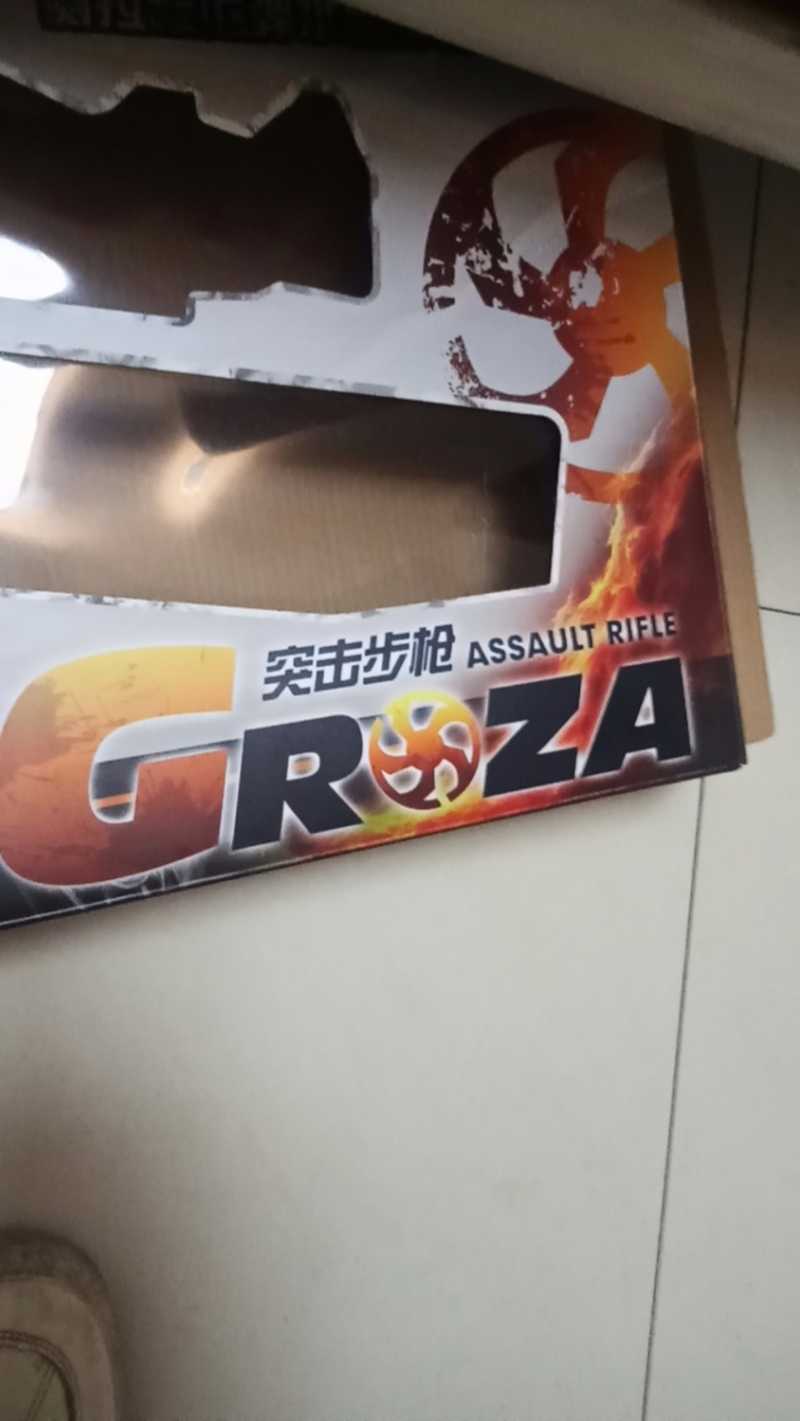 突击步枪 ASSAULT RIFLE
GROZA